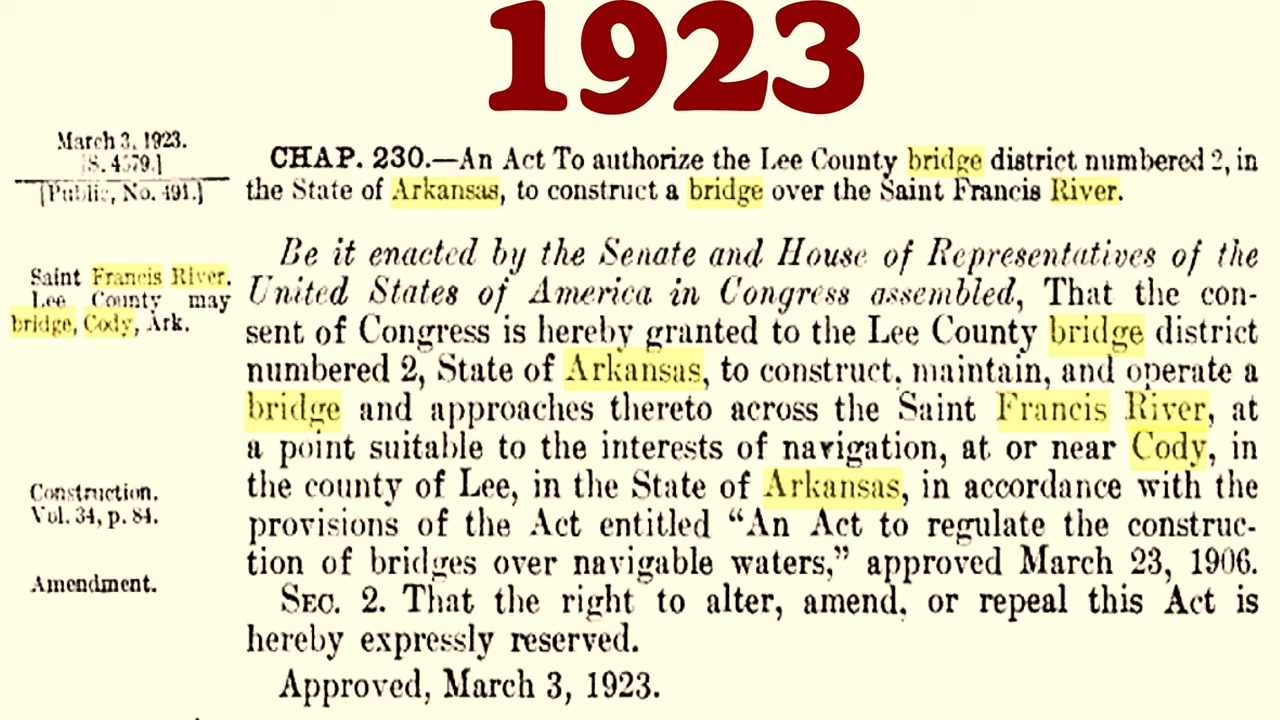 1923
March 3, 1923.
[S. 4579.]
[Public, No. 491.]
CHAP. 230.—An Act To authorize the Lee County bridge district numbered 2, in
the State of Arkansas, to construct a bridge over the Saint Francis River.
Be it enacted by the Senate and House of Representatives of the
United States of America in Congress assembled, That the con-
sent of Congress is hereby granted to the Lee County bridge district
numbered 2, State of Arkansas, to construct, maintain, and operate a
bridge and approaches thereto across the Saint Francis River, at
a point suitable to the interests of navigation, at or near Cody, in
the county of Lee, in the State of Arkansas, in accordance with the
provisions of the Act entitled “An Act to regulate the construc-
tion of bridges over navigable waters,” approved March 23, 1906.
SEC. 2. That the right to alter, amend, or repeal this Act is
hereby expressly reserved.
Approved, March 3, 1923.
Saint Francis River.
Lee County may
bridge, Cody, Ark.
Construction.
Vol. 34, p. 84.
Amendment.